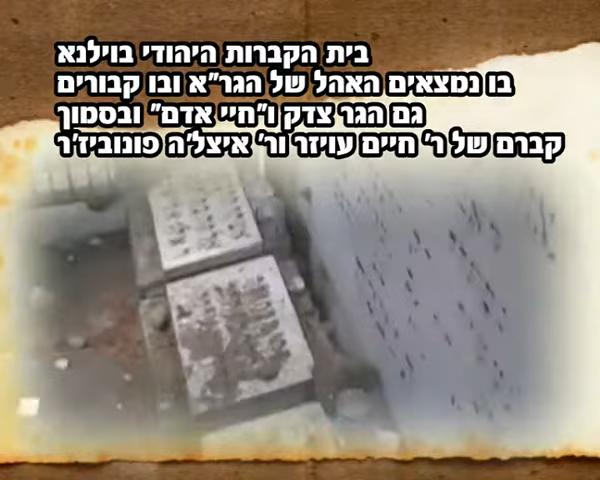 בית הקברות היהודי בוילנא
בו נמצאים האהל של הגר"א ובו קבורים
גם הגר צדק ו"חיי אדם" ובסמוך
קברם של ר' חיים עויזר ור' איצל'ה פונוביז'ר